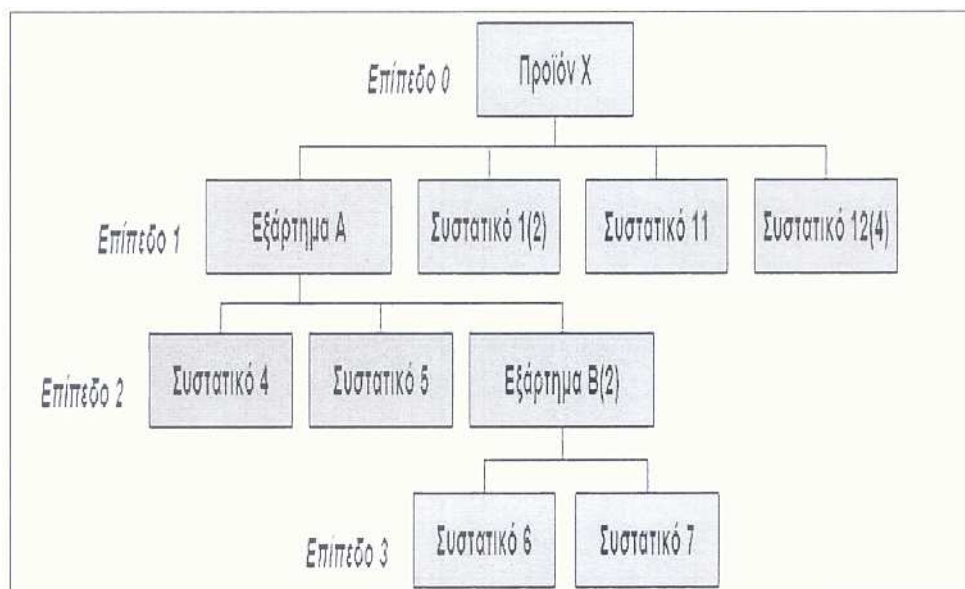 Επίπεδο 0
Προϊόν Χ
Επίπεδο 1
Εξάρτημα Α
Συστατικό 1(2)
Συστατικό 11
Συστατικό 12(4)
Επίπεδο 2
Συστατικό 4
Συστατικό 5
Εξάρτημα Β(2)
Επίπεδο 3
Συστατικό 6
Συστατικό 7